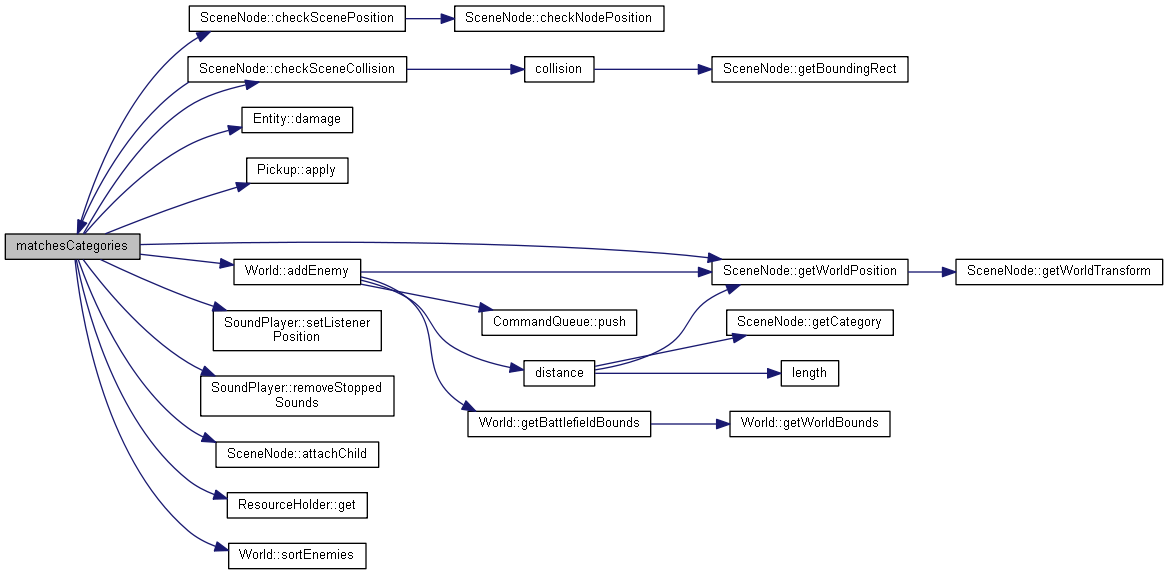 SceneNode::checkScenePosition
SceneNode::checkNodePosition
SceneNode::checkSceneCollision
collision
SceneNode::getBoundingRect
Entity::damage
Pickup::apply
matchesCategories
World::addEnemy
SceneNode::getWorldPosition
SceneNode::getWorldTransform
SoundPlayer::setListener
Position
CommandQueue::push
SceneNode::getCategory
distance
length
SoundPlayer::removeStopped
Sounds
World::getBattlefieldBounds
World::getWorldBounds
SceneNode::attachChild
ResourceHolder::get
World::sortEnemies